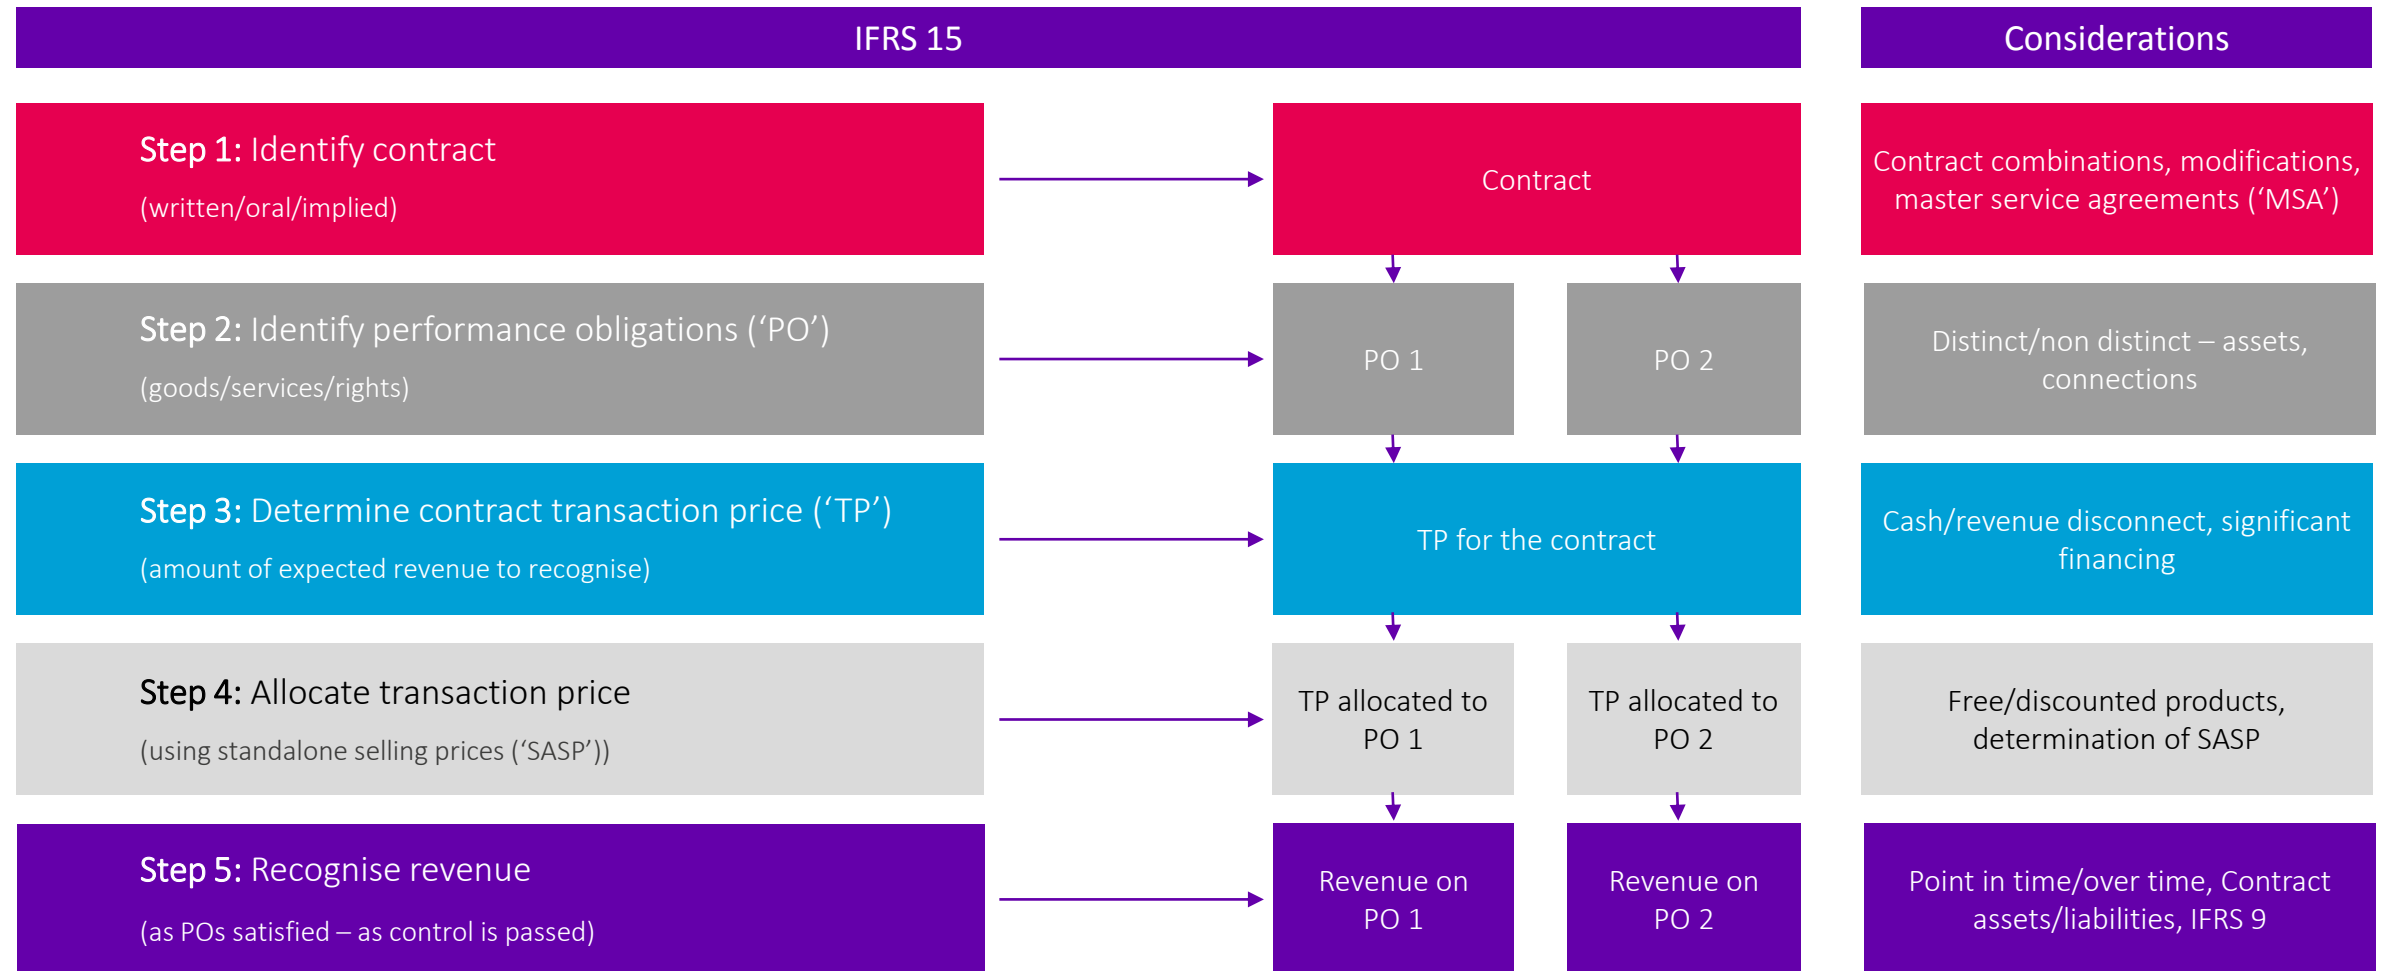 IFRS 15
Considerations
Step 1: Identify contract
(written/oral/implied)
Contract
Contract combinations, modifications,
master service agreements (‘MSA’)
Step 2: Identify performance obligations (‘PO’)
(goods/services/rights)
PO 1
PO 2
Distinct/non distinct – assets,
connections
Step 3: Determine contract transaction price (‘TP’)
(amount of expected revenue to recognise)
TP for the contract
Cash/revenue disconnect, significant
financing
Step 4: Allocate transaction price
(using standalone selling prices (‘SASP’))
TP allocated to
PO 1
TP allocated to
PO 2
Free/discounted products,
determination of SASP
Step 5: Recognise revenue
(as POs satisfied – as control is passed)
Revenue on
PO 1
Revenue on
PO 2
Point in time/over time, Contract
assets/liabilities, IFRS 9